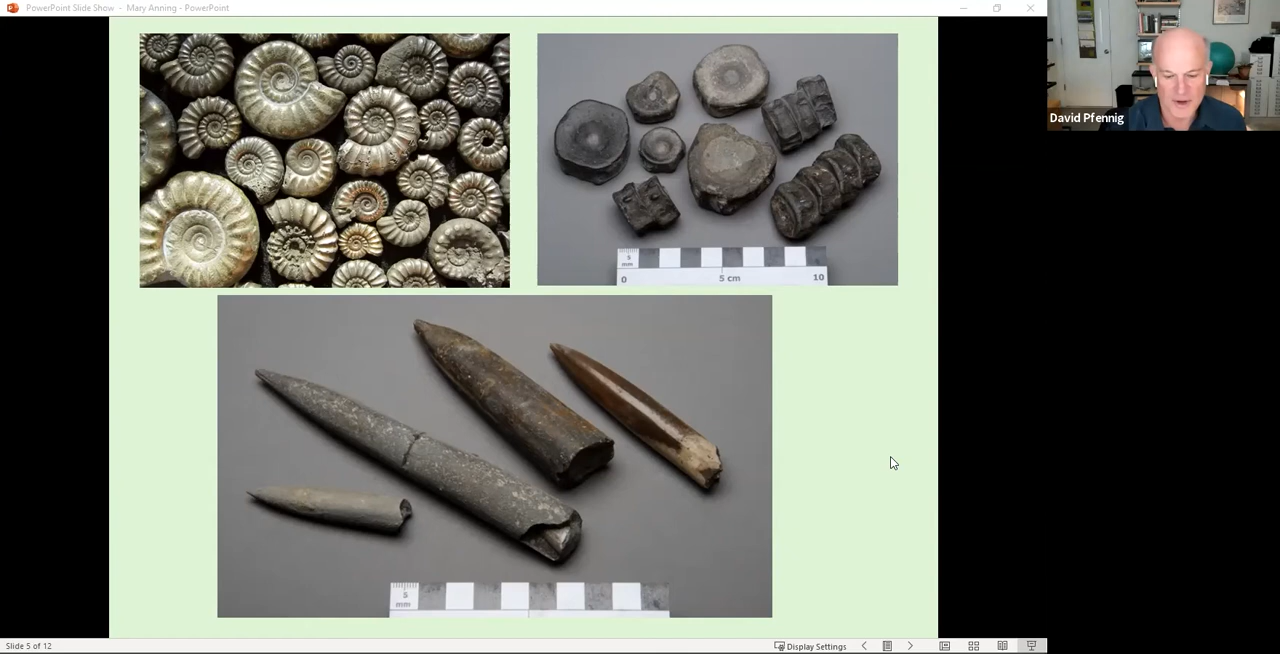 PowerPoint Slide Show - Mary Anning - PowerPoint
David Pfennig
5
mm
0
5 cm
10
5
mm
Slide 5 of 12
Display Settings